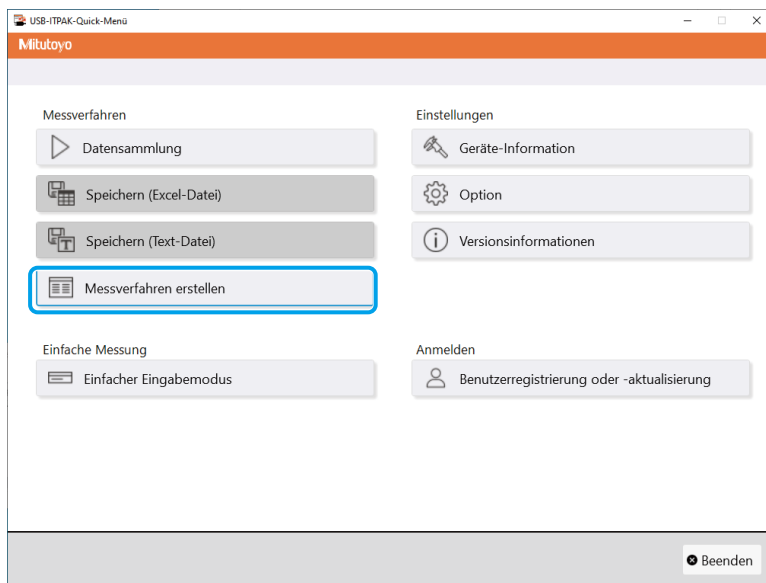 USB-ITPAK-Quick-Menü
Mitutoyo
Messverfahren
Datensammlung
Speichern (Excel-Datei)
Speichern (Text-Datei)
Messverfahren erstellen
Einfache Messung
Einfacher Eingabemodus
Einstellungen
Geräte-Information
Option
Versionsinformationen
Anmelden
Benutzerregistrierung oder -aktualisierung
Beenden